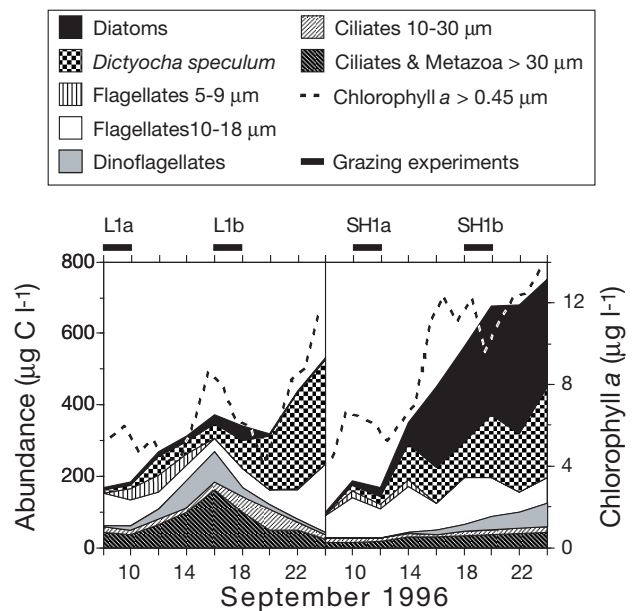 Diatoms
Dictyocha speculum
Flagellates 5-9 µm
Flagellates10-18 µm
Dinoflagellates
Ciliates 10-30 µm
Ciliates & Metazoa > 30 µm
Chlorophyll a > 0.45 µm
Grazing experiments
L1a L1b SH1a SH1b
Abundance (µg C l-1)
800
600
400
200
0
Chlorophyll a (µg l-1)
12
8
4
0
10 14 18 22 10 14 18 22
September 1996